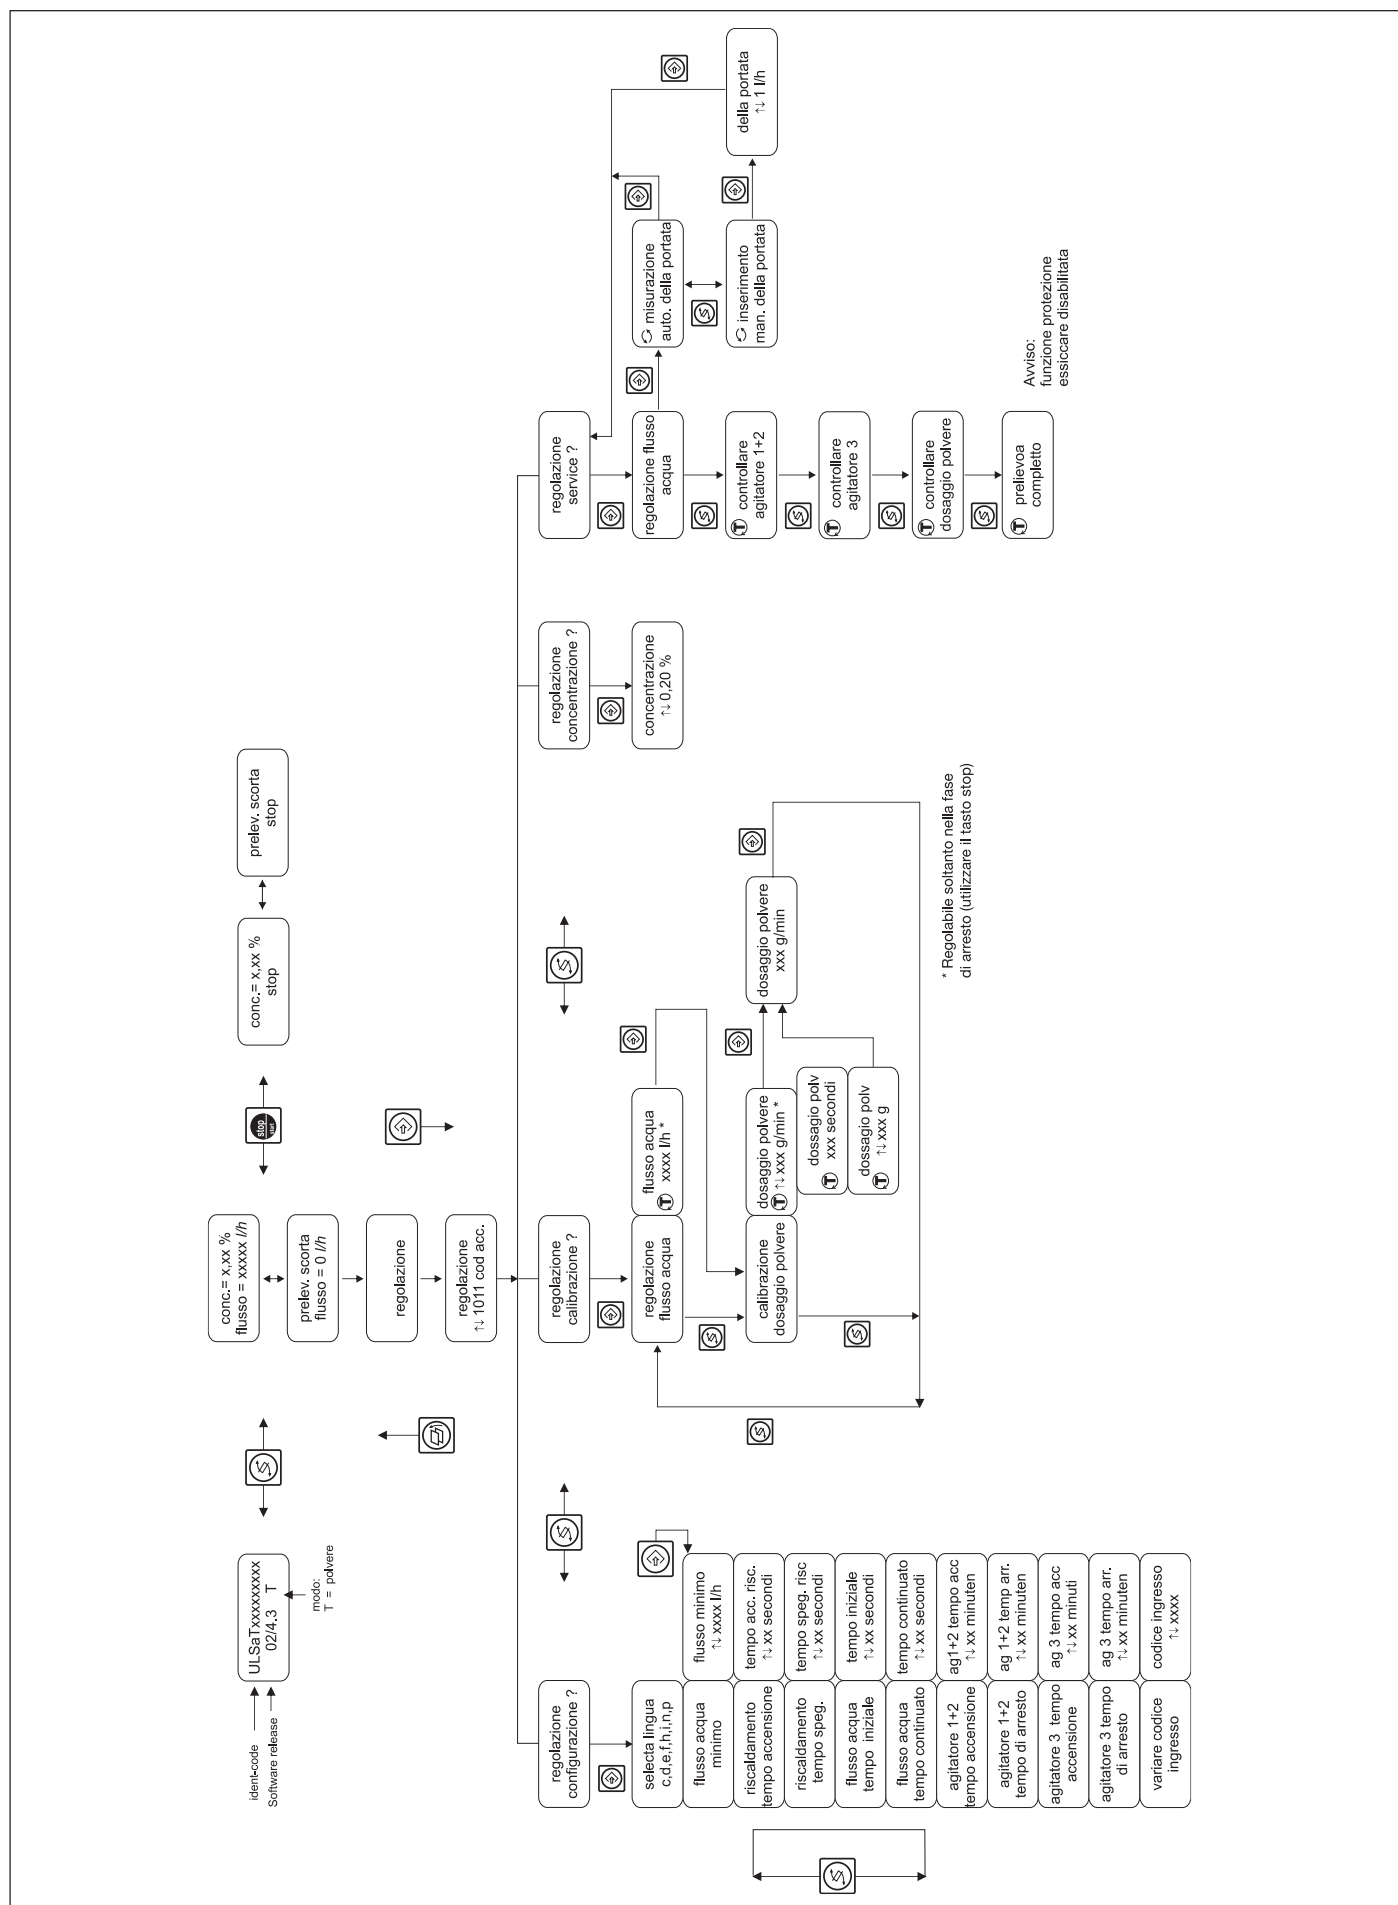 ident-code
Software release
ULSaTxxxxxxxxxx
02/4.3 T
modo:
T = polvere
conc.= x,xx %
flusso = xxxxx l/h
prelev. scorta
flusso = 0 l/h
regolazione
regolazione
↑↓ 1011 cod acc.
stop
start
conc.= x,xx %
stop
prelev. scorta
stop
regolazione
configurazione ?
selecta lingua
c,d,e,f,h,i,n,p
flusso acqua
minimo
flusso minimo
↑↓ xxxx l/h
riscaldamento
tempo accensione
tempo acc. risc.
↑↓ xx secondi
riscaldamento
tempo speg.
tempo speg. risc
↑↓ xx secondi
flusso acqua
tempo iniziale
tempo iniziale
↑↓ xx secondi
flusso acqua
tempo continuato
tempo continuato
↑↓ xx secondi
agitatore 1+2
tempo accensione
ag1+2 tempo acc
↑↓ xx minuten
agitatore 1+2
tempo di arresto
ag 1+2 temp arr.
↑↓ xx minuten
agitatore 3 tempo
accensione
ag 3 tempo acc
↑↓ xx minuti
agitatore 3 tempo
di arresto
ag 3 tempo arr.
↑↓ xx minuten
variare codice
ingresso
codice ingresso
↑↓ xxxx
regolazione
calibrazione ?
regolazione
flusso acqua
flusso acqua
T xxxx l/h *
calibrazione
dosaggio polvere
dosaggio polvere
T ↑↓ xxx g/min *
dossagio polv
T xxx secondi
dossagio polv
T ↑↓ xxx g
dosaggio polvere
xxx g/min
* Regolabile soltanto nella fase
di arresto (utilizzare il tasto stop)
regolazione
concentrazione ?
concentrazione
↑↓ 0,20 %
regolazione
service ?
regolazione flusso
acqua
T controllare
agitatore 1+2
T controllare
agitatore 3
T controllare
dosaggio polvere
T prelievoa
completto
misurazione
auto. della portata
inserimento
man. della portata
della portata
↑↓ 1 l/h
Avviso:
funzione protezione
essiccare disabilitata